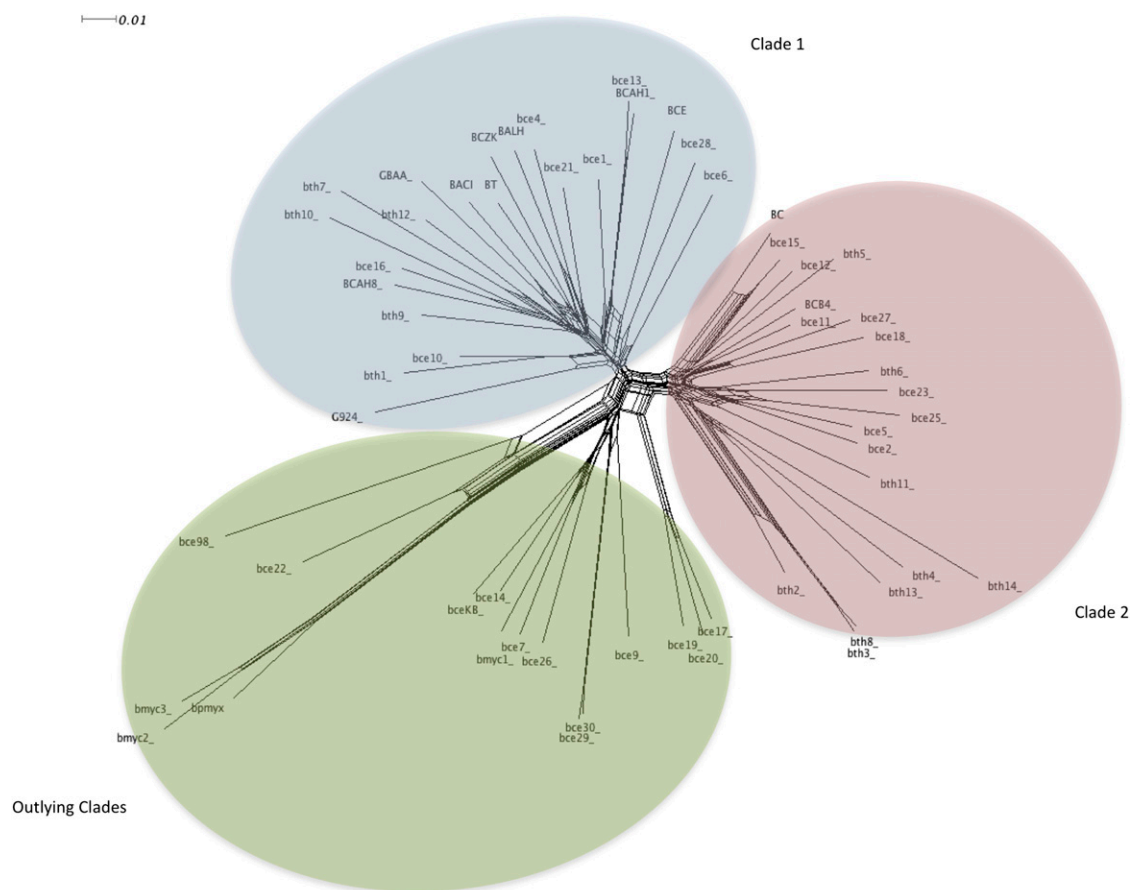 0.01
Clade 1
bce13_
BCAH1_
BCE
bce4_
BALH
BCZK
bce28_
bce21_
bce1_
bce6_
GBAA_
BACI
BT
bth7_
bth10_
bth12_
bce16_
BCAH8_
bth9_
bce10_
bth1_
G924_
BC
bce15_
bth5_
bce12_
BCB4_
bce11_
bce27_
bce18_
bth6_
bce23_
bce25_
bce5_
bce2_
bth11_
bth4_
bth14_
bth2_
bth13_
Clade 2
bth8_
bth3_
bce98_
bce22_
bce14_
bceKB_
bce7_
bmyc1_
bce26_
bce9_
bce17_
bce19_
bce20_
bmyc3_
bpmyx
bmyc2_
bce30_
bce29_
Outlying Clades